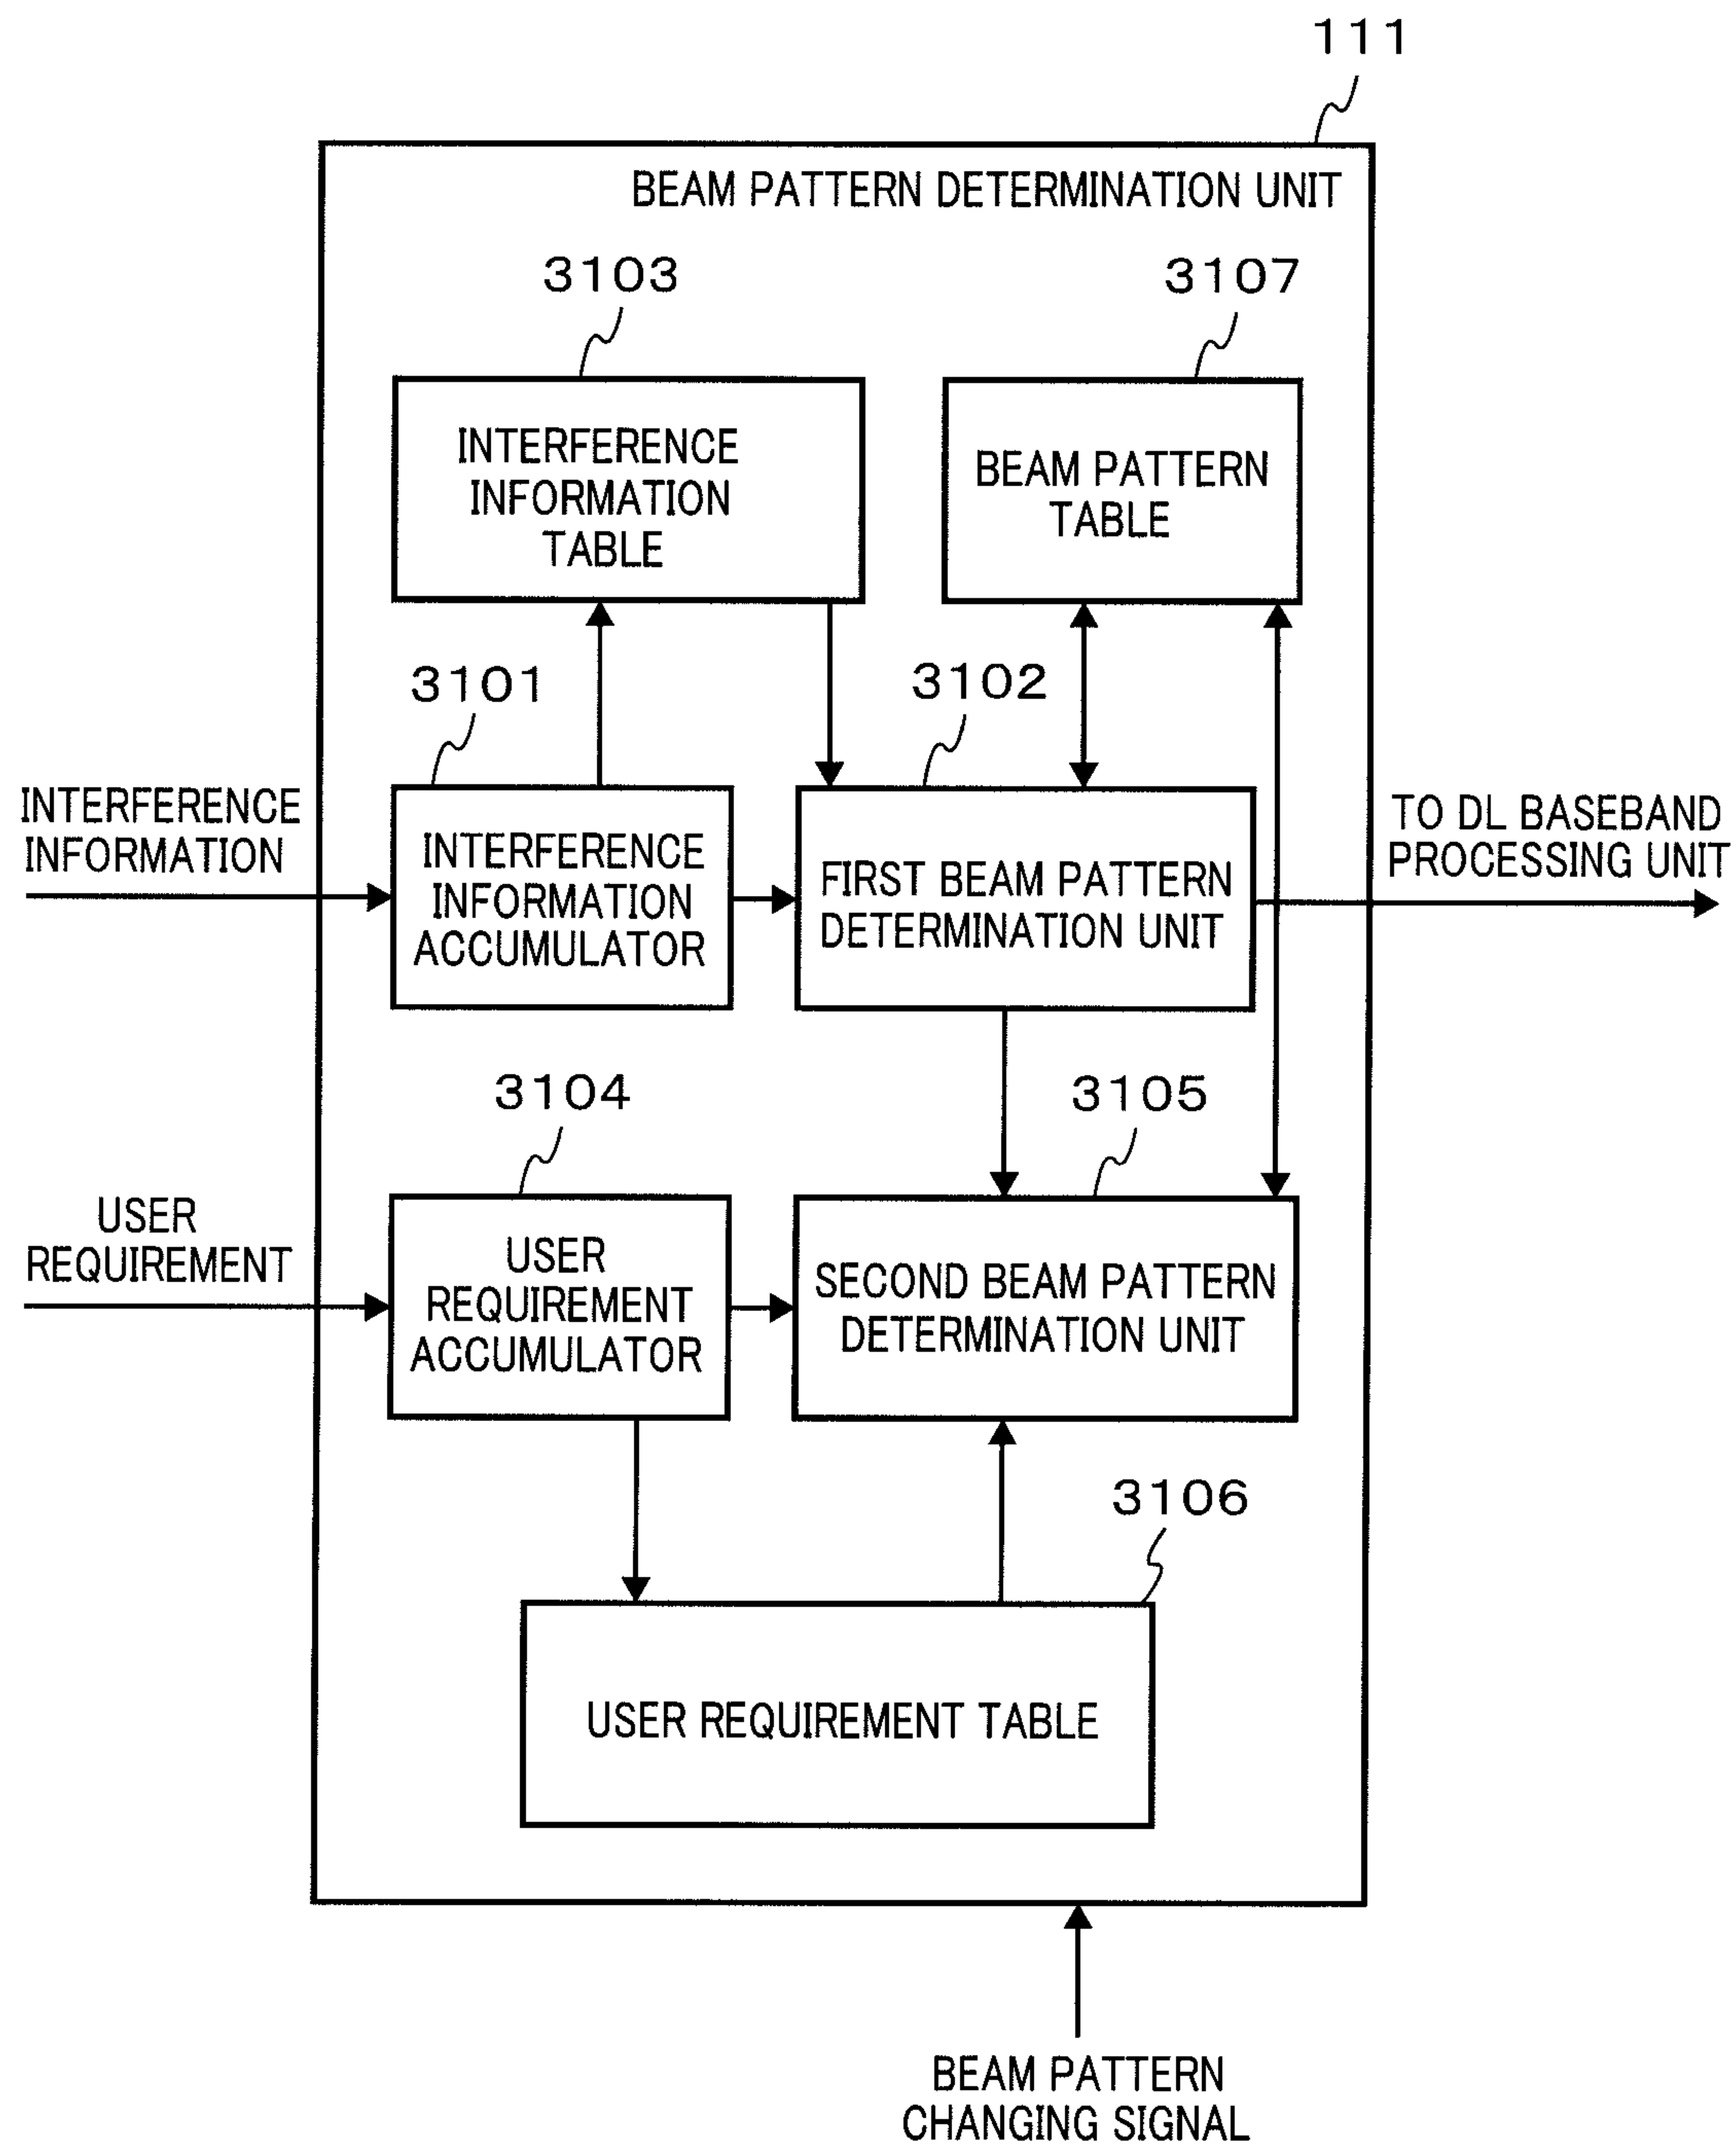 111
BEAM PATTERN DETERMINATION UNIT
3103
3107
INTERFERENCE
INFORMATION
TABLE
BEAM PATTERN
TABLE
3101
3102
INTERFERENCE
INFORMATION
INTERFERENCE
INFORMATION
ACCUMULATOR
FIRST BEAM PATTERN
DETERMINATION UNIT
TO DL BASEBAND
PROCESSING UNIT
3104
3105
USER
REQUIREMENT
USER
REQUIREMENT
ACCUMULATOR
SECOND BEAM PATTERN
DETERMINATION UNIT
3106
USER REQUIREMENT TABLE
BEAM PATTERN
CHANGING SIGNAL